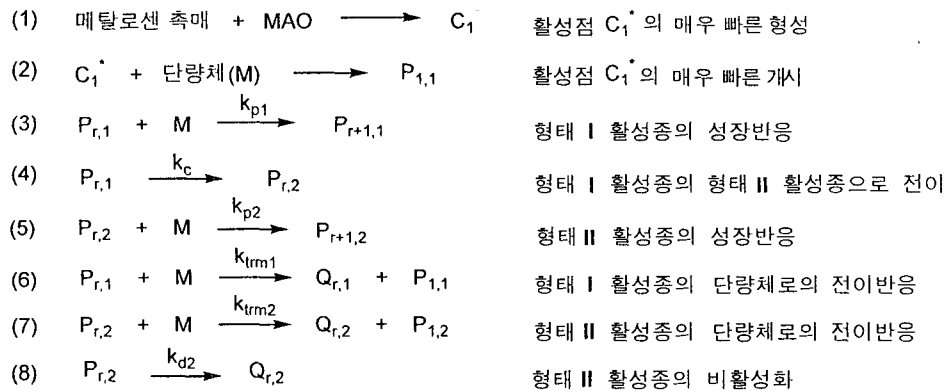 (1) 메탈로센 촉매 + MAO ⟶ C₁ 활성점 C₁* 의 매우 빠른 형성
(2) C₁* + 단량체(M) ⟶ P₁,₁ 활성점 C₁*의 매우 빠른 개시
(3) Pᵣ,₁ + M ⟶ Pᵣ₊₁,₁ kₚ₁ 형태 I 활성종의 성장반응
(4) Pᵣ,₁ ⟶ Pᵣ,₂ k_c 형태 I 활성종의 형태 II 활성종으로 전이
(5) Pᵣ,₂ + M ⟶ Pᵣ₊₁,₂ kₚ₂ 형태 II 활성종의 성장반응
(6) Pᵣ,₁ + M ⟶ Qᵣ,₁ + P₁,₁ k_trm1 형태 I 활성종의 단량체로의 전이반응
(7) Pᵣ,₂ + M ⟶ Qᵣ,₂ + P₁,₂ k_trm2 형태 II 활성종의 단량체로의 전이반응
(8) Pᵣ,₂ ⟶ Qᵣ,₂ k_d2 형태 II 활성종의 비활성화